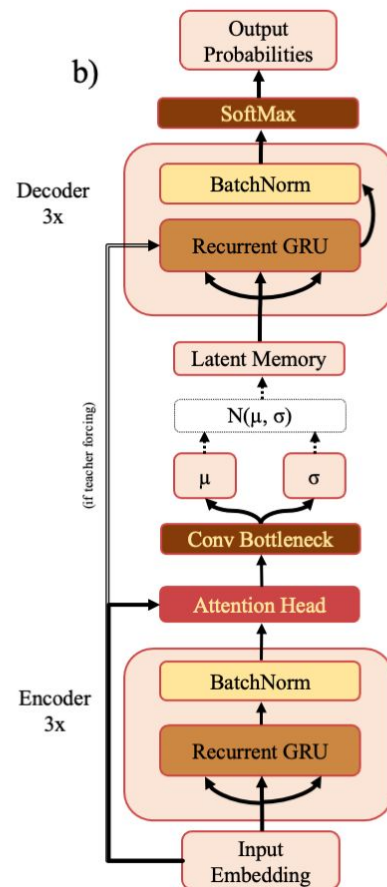 b)
Output
Probabilities
SoftMax
BatchNorm
Decoder
3x
Recurrent GRU
Latent Memory
N(μ, σ)
μ
σ
(if teacher forcing)
Conv Bottleneck
Attention Head
BatchNorm
Encoder
3x
Recurrent GRU
Input
Embedding